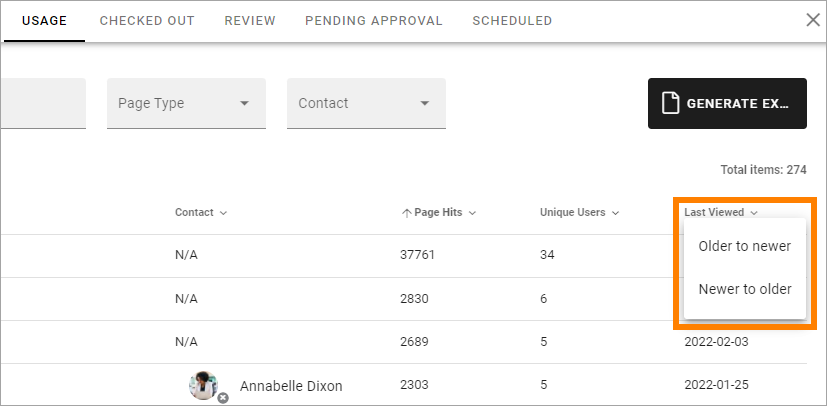 USAGE CHECKED OUT REVIEW PENDING APPROVAL SCHEDULED
Page Type Contact GENERATE EX...
Total items: 274
Contact Page Hits Unique Users Last Viewed
Older to newer
N/A 37761 34
Newer to older
N/A 2830 6
N/A 2689 5 2022-02-03
Annabelle Dixon 2303 5 2022-01-25